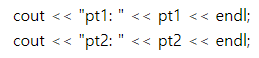 cout << "pt1: " << pt1 << endl;
cout << "pt2: " << pt2 << endl;